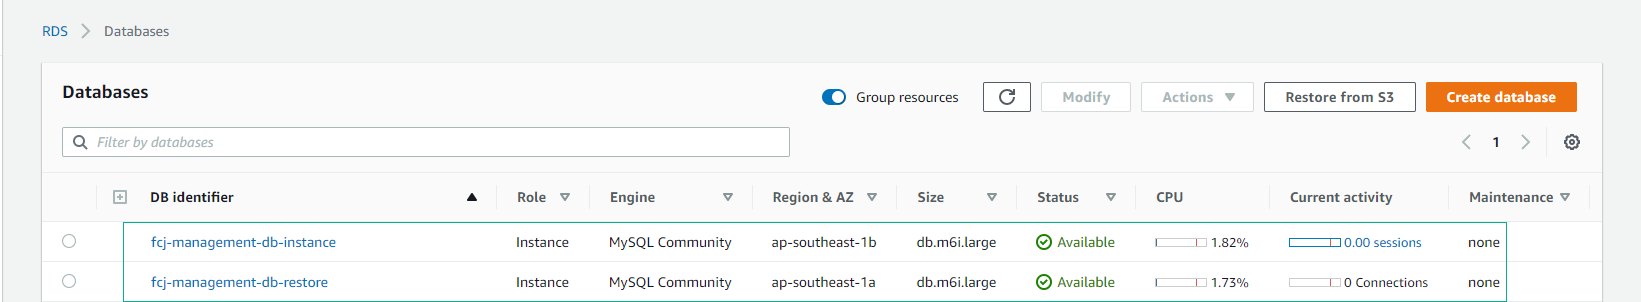 RDS > Databases
Databases Group resources Modify Actions Restore from S3 Create database
Filter by databases 1
DB identifier Role Engine Region & AZ Size Status CPU Current activity Maintenance
fcj-management-db-instance Instance MySQL Community ap-southeast-1b db.m6i.large Available 1.82% 0.00 sessions none
fcj-management-db-restore Instance MySQL Community ap-southeast-1a db.m6i.large Available 1.73% 0 Connections none